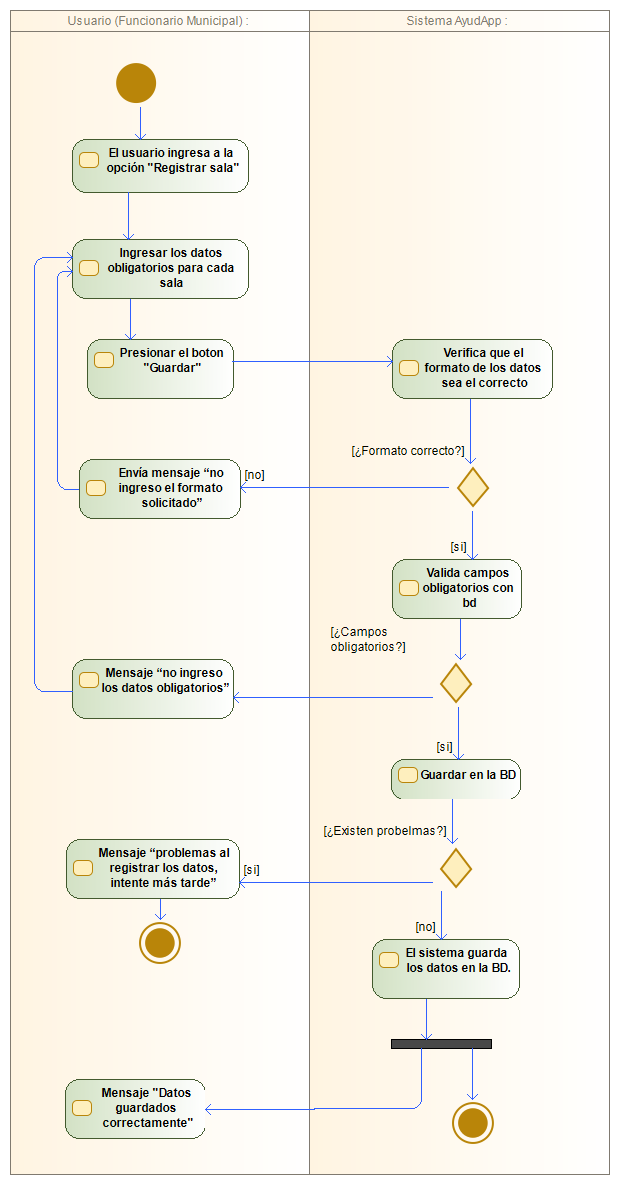 Usuario (Funcionario Municipal) :
Sistema AyudApp :
El usuario ingresa a la
opción "Registrar sala"
Ingresar los datos
obligatorios para cada
sala
Presionar el boton
"Guardar"
Verifica que el
formato de los datos
sea el correcto
[¿Formato correcto?]
Envía mensaje “no
ingreso el formato
solicitado”
[no]
[si]
Valida campos
obligatorios con
bd
[¿Campos
obligatorios?]
Mensaje “no ingreso
los datos obligatorios”
[si]
Guardar en la BD
[¿Existen probelmas?]
Mensaje “problemas al
registrar los datos,
intente más tarde”
[si]
[no]
El sistema guarda
los datos en la BD.
Mensaje "Datos
guardados
correctamente"